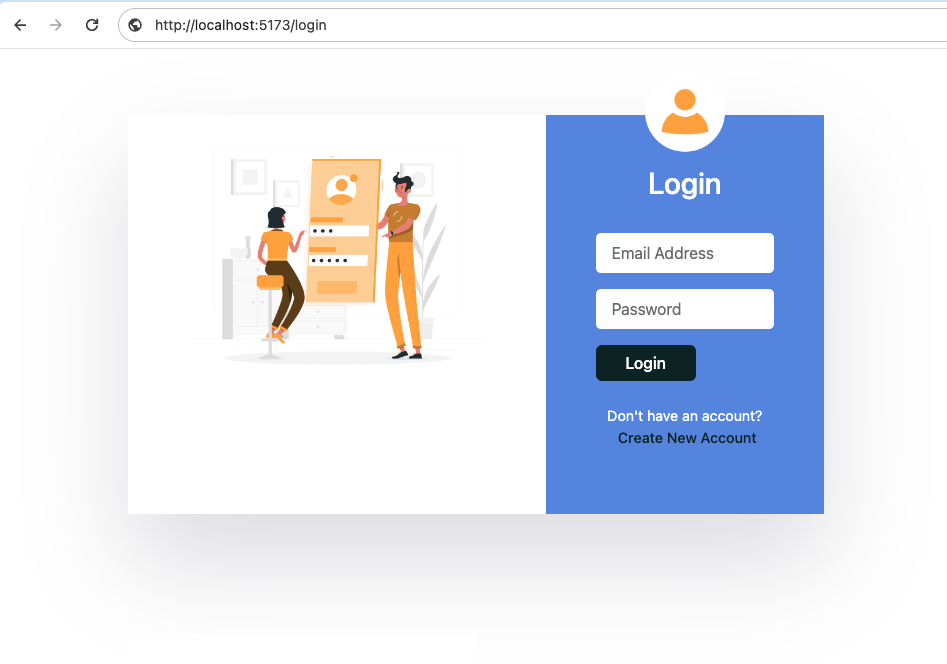 http://localhost:5173/login
Login
Email Address
Password
Login
Don't have an account?
Create New Account